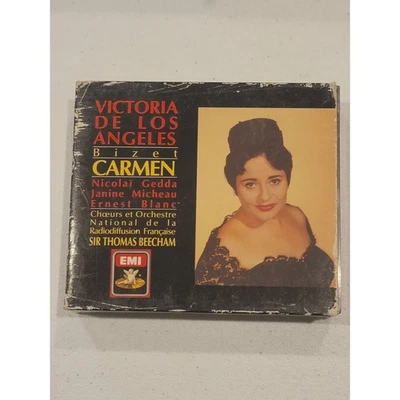 VICTORIA
DE LOS
ANGELES
Bizet
CARMEN
Nicolai Gedda
Janine Micheau
Ernest Blanc
Chœurs et Orchestre
National de la
Radiodiffusion Française
SIR THOMAS BEECHAM
EMI